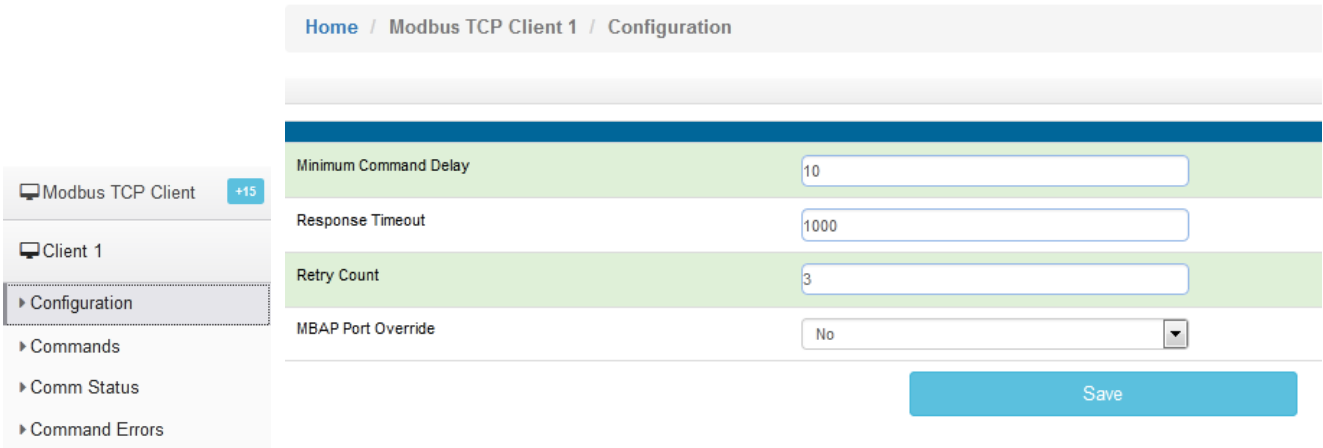 Home / Modbus TCP Client 1 / Configuration
Modbus TCP Client +15
Client 1
Configuration
Commands
Comm Status
Command Errors
Minimum Command Delay 10
Response Timeout 1000
Retry Count 3
MBAP Port Override No
Save